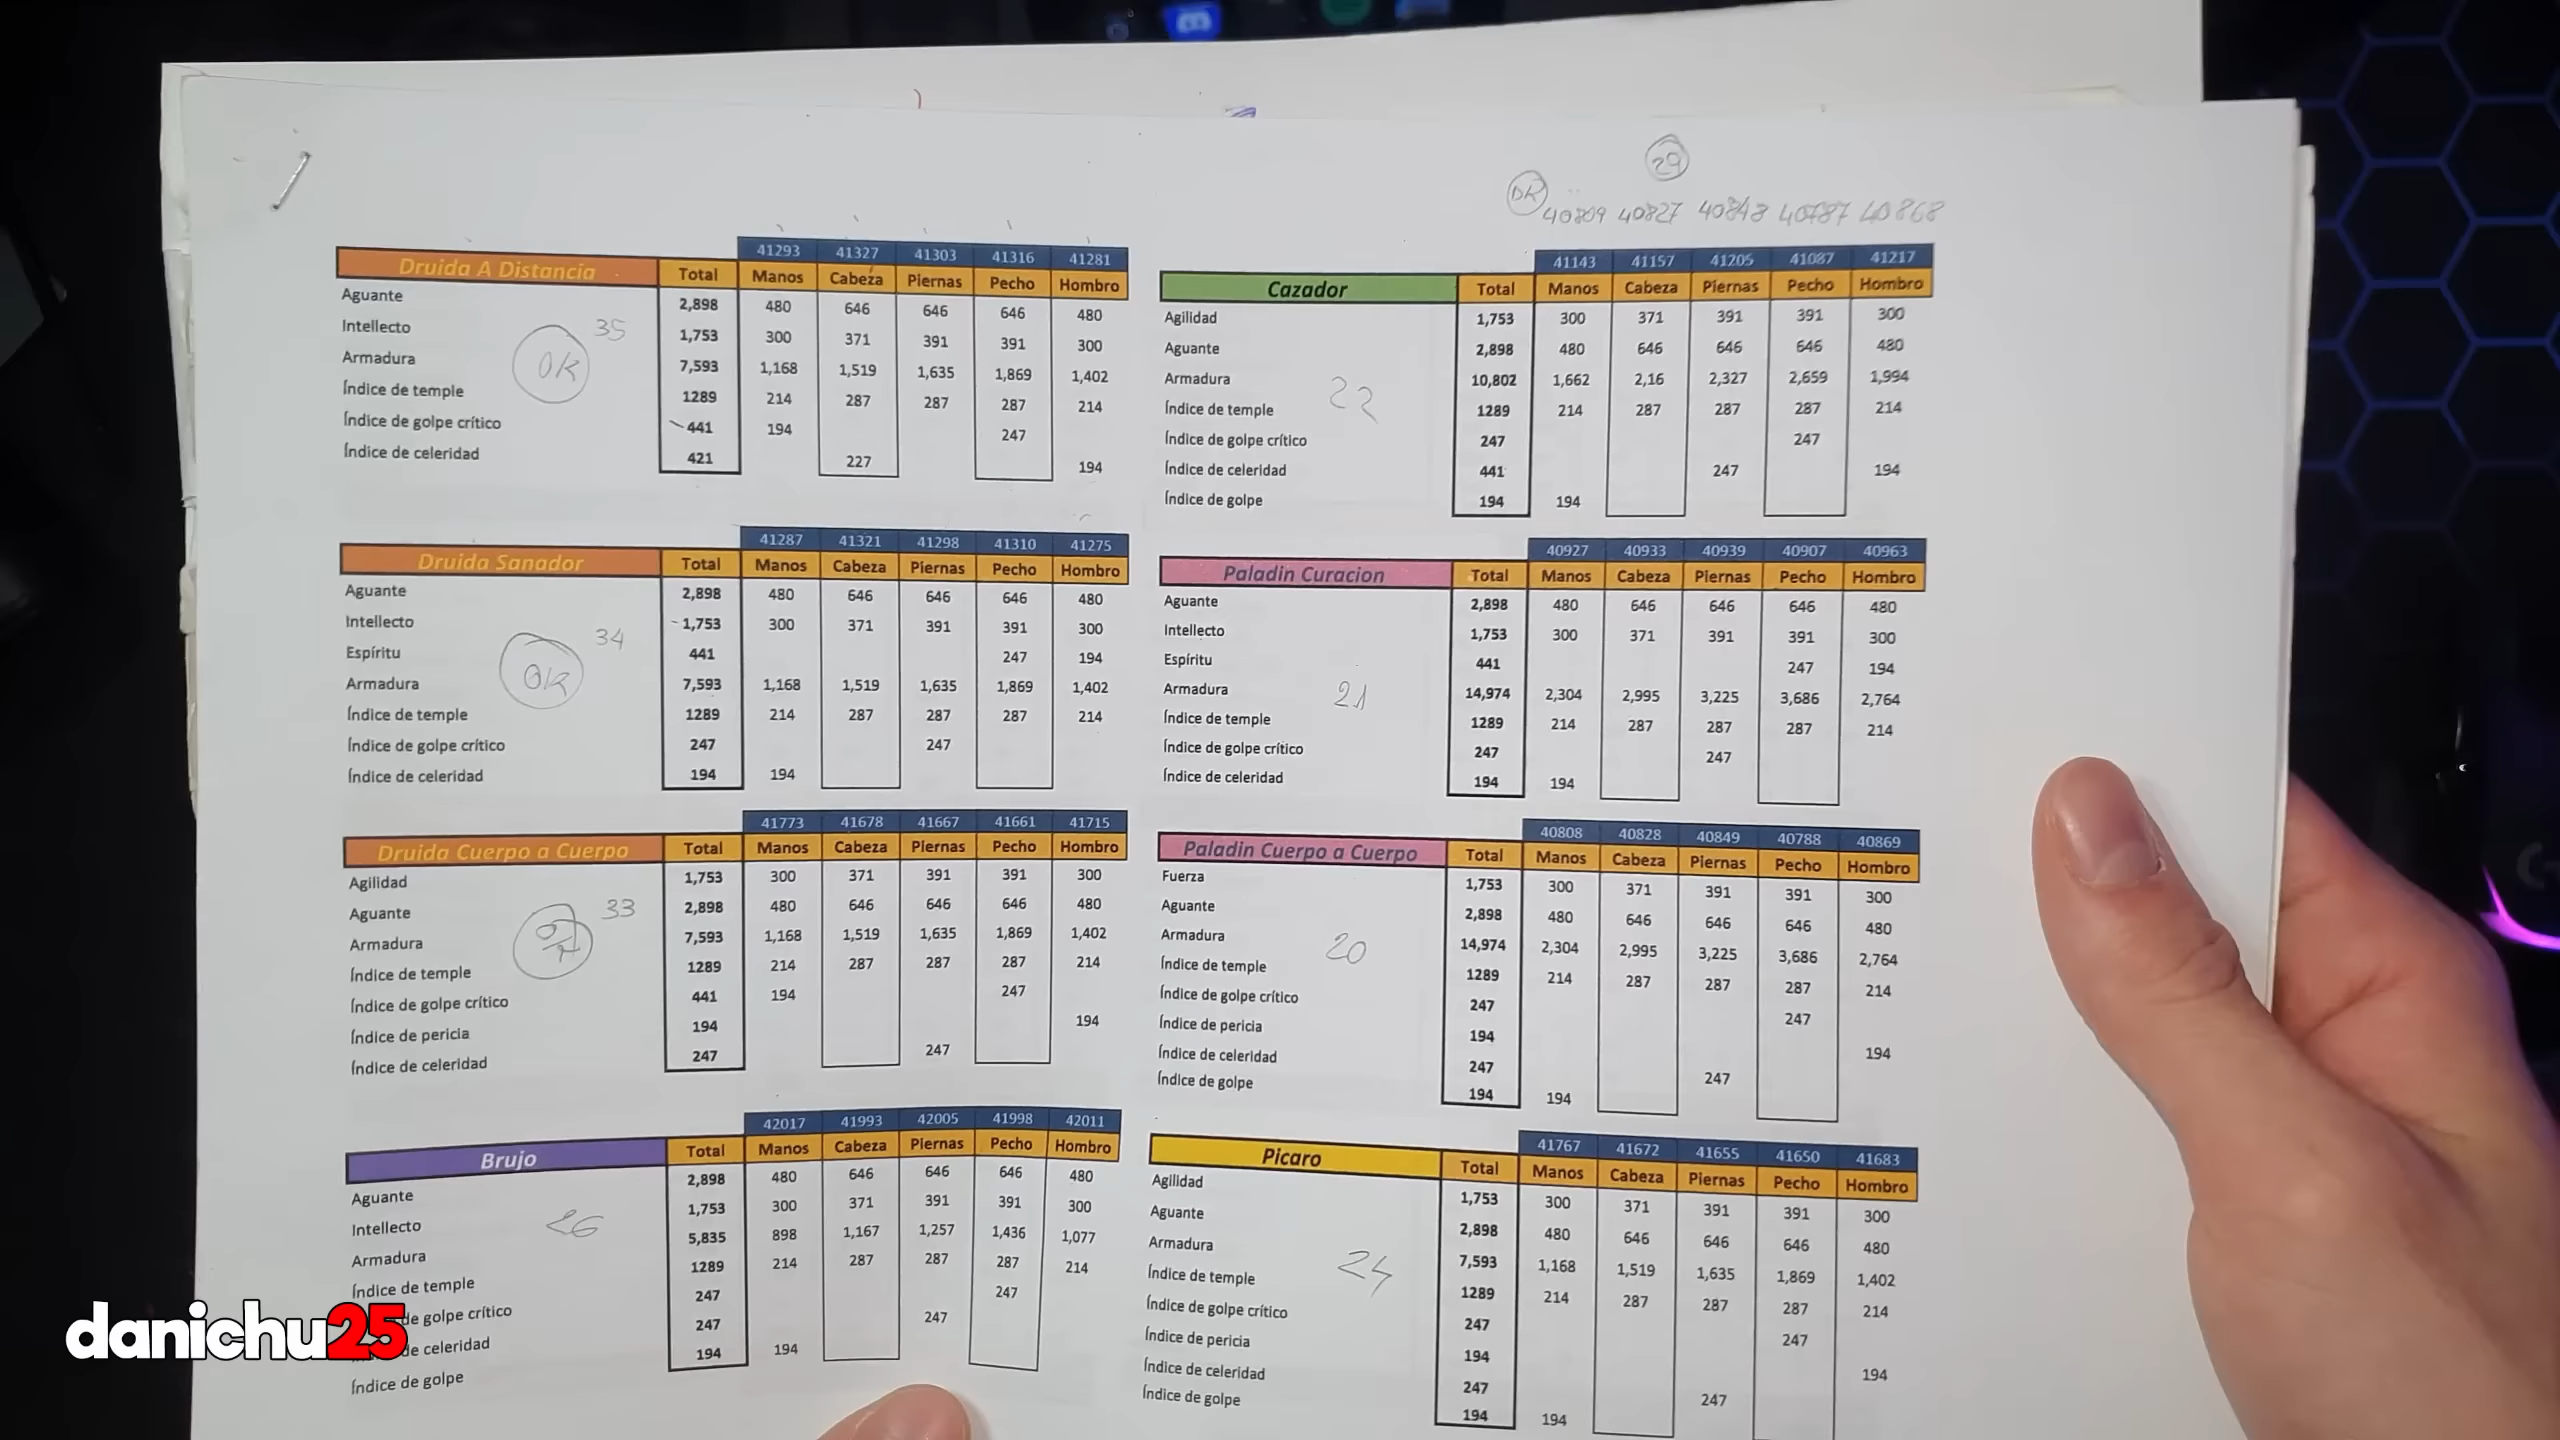 29
DK 40809 40827 40848 40787 40868
41293 41327 41303 41316 41281
Druida A Distancia Total Manos Cabeza Piernas Pecho Hombro
Aguante 2,898 480 646 646 646 480
Intellecto 1,753 300 371 391 391 300
Armadura 7,593 1,168 1,519 1,635 1,869 1,402
Índice de temple 1289 214 287 287 287 214
Índice de golpe crítico 441 194 247
Índice de celeridad 421 227 194
OK 35
41143 41157 41205 41087 41217
Cazador Total Manos Cabeza Piernas Pecho Hombro
Agilidad 1,753 300 371 391 391 300
Aguante 2,898 480 646 646 646 480
Armadura 10,802 1,662 2,16 2,327 2,659 1,994
Índice de temple 1289 214 287 287 287 214
Índice de golpe crítico 247 247
Índice de celeridad 441 247 194
Índice de golpe 194 194
22
41287 41321 41298 41310 41275
Druida Sanador Total Manos Cabeza Piernas Pecho Hombro
Aguante 2,898 480 646 646 646 480
Intellecto 1,753 300 371 391 391 300
Espíritu 441 247 194
Armadura 7,593 1,168 1,519 1,635 1,869 1,402
Índice de temple 1289 214 287 287 287 214
Índice de golpe crítico 247 247
Índice de celeridad 194 194
OK 34
40927 40933 40939 40907 40963
Paladin Curacion Total Manos Cabeza Piernas Pecho Hombro
Aguante 2,898 480 646 646 646 480
Intellecto 1,753 300 371 391 391 300
Espíritu 441 247 194
Armadura 14,974 2,304 2,995 3,225 3,686 2,764
Índice de temple 1289 214 287 287 287 214
Índice de golpe crítico 247 247
Índice de celeridad 194 194
21
41773 41678 41667 41661 41715
Druida Cuerpo a Cuerpo Total Manos Cabeza Piernas Pecho Hombro
Agilidad 1,753 300 371 391 391 300
Aguante 2,898 480 646 646 646 480
Armadura 7,593 1,168 1,519 1,635 1,869 1,402
Índice de temple 1289 214 287 287 287 214
Índice de golpe crítico 441 194 247
Índice de pericia 194 194
Índice de celeridad 247 247
33
40808 40828 40849 40788 40869
Paladin Cuerpo a Cuerpo Total Manos Cabeza Piernas Pecho Hombro
Fuerza 1,753 300 371 391 391 300
Aguante 2,898 480 646 646 646 480
Armadura 14,974 2,304 2,995 3,225 3,686 2,764
Índice de temple 1289 214 287 287 287 214
Índice de golpe crítico 247 247
Índice de pericia 194 194
Índice de celeridad 247 247
Índice de golpe 194 194
20
42017 41993 42005 41998 42011
Brujo Total Manos Cabeza Piernas Pecho Hombro
Aguante 2,898 480 646 646 646 480
Intellecto 1,753 300 371 391 391 300
Armadura 5,835 898 1,167 1,257 1,436 1,077
Índice de temple 1289 214 287 287 287 214
de golpe crítico 247 247
de celeridad 247 247
Índice de golpe 194 194
26
41767 41672 41655 41650 41683
Picaro Total Manos Cabeza Piernas Pecho Hombro
Agilidad 1,753 300 371 391 391 300
Aguante 2,898 480 646 646 646 480
Armadura 7,593 1,168 1,519 1,635 1,869 1,402
Índice de temple 1289 214 287 287 287 214
Índice de golpe crítico 247 247
Índice de pericia 194 194
Índice de celeridad 247 247
Índice de golpe 194 194
24
danichu25